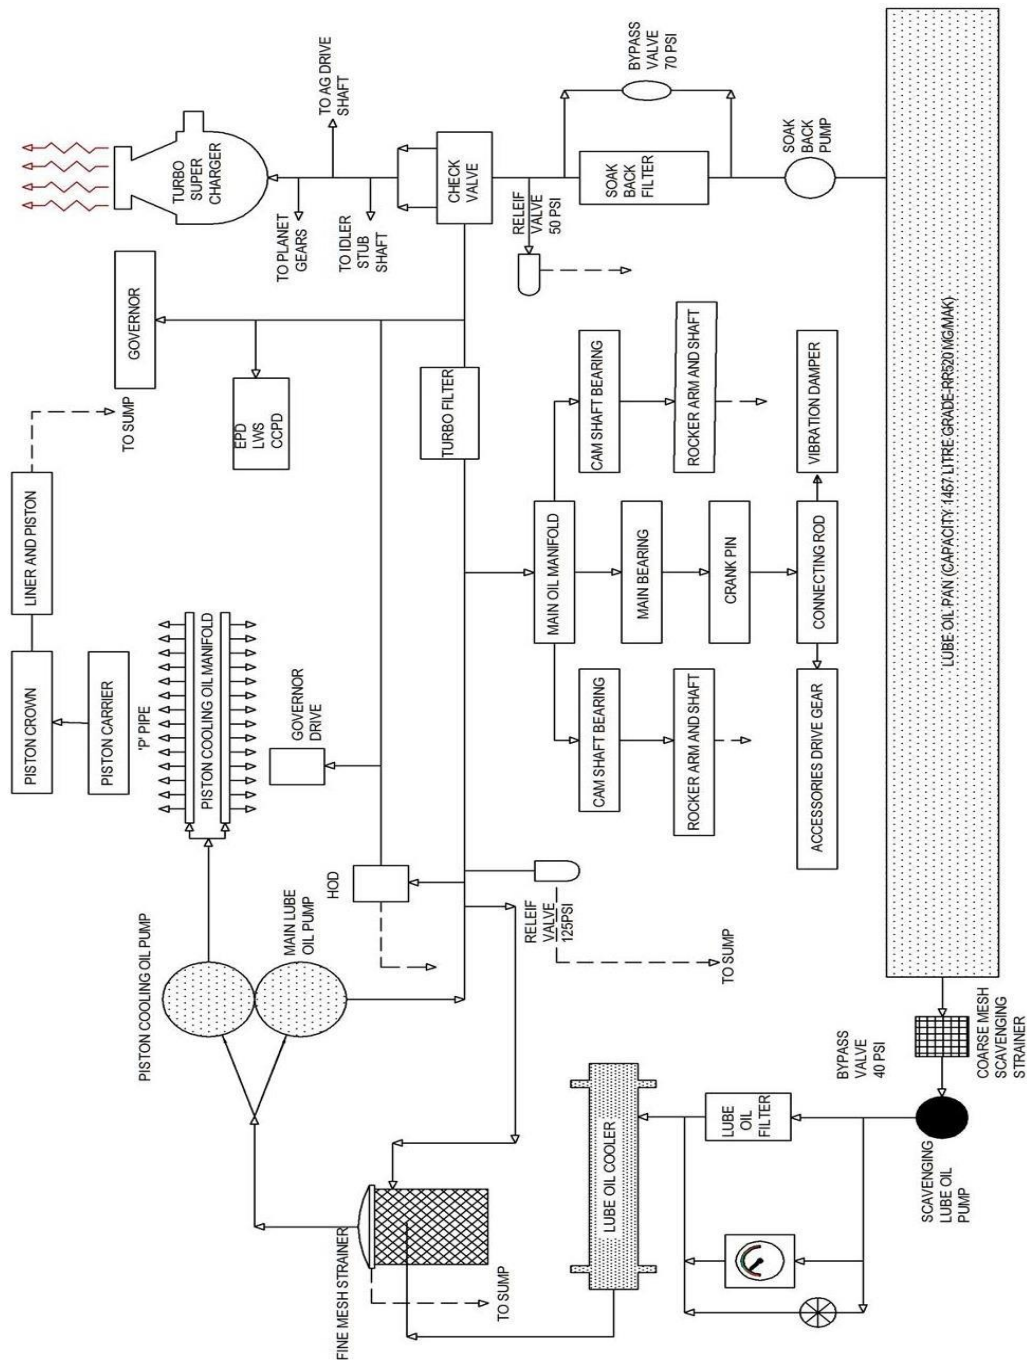 PISTON CROWN
LINER AND PISTON
TO SUMP
PISTON CARRIER
'P' PIPE
GOVERNOR
TURBO
SUPER
CHARGER
TO AG DRIVE
SHAFT
PISTON COOLING OIL PUMP
PISTON COOLING OIL MANIFOLD
MAIN LUBE
OIL PUMP
GOVERNOR
DRIVE
EPD
LWS
CCPD
TO PLANET
GEARS
TO IDLER
STUB
SHAFT
HOD
FINE MESH STRAINER
TO SUMP
TURBO FILTER
CHECK
VALVE
RELEIF
VALVE
125PSI
TO SUMP
RELEIF
VALVE
50 PSI
SOAK
BACK
FILTER
BYPASS
VALVE
70 PSI
SOAK
BACK
PUMP
MAIN OIL MANIFOLD
CAM SHAFT BEARING
CAM SHAFT BEARING
MAIN BEARING
ROCKER ARM AND SHAFT
ROCKER ARM AND SHAFT
CRANK PIN
ACCESSORIES DRIVE GEAR
CONNECTING ROD
VIBRATION DAMPER
LUBE OIL COOLER
LUBE
OIL
FILTER
BYPASS
VALVE
40 PSI
SCAVENGING
LUBE OIL
PUMP
COARSE MESH
SCAVENGING
STRAINER
LUBE OIL PAN (CAPACITY 1457 LITRE GRADE-RR520 MG/MAK)